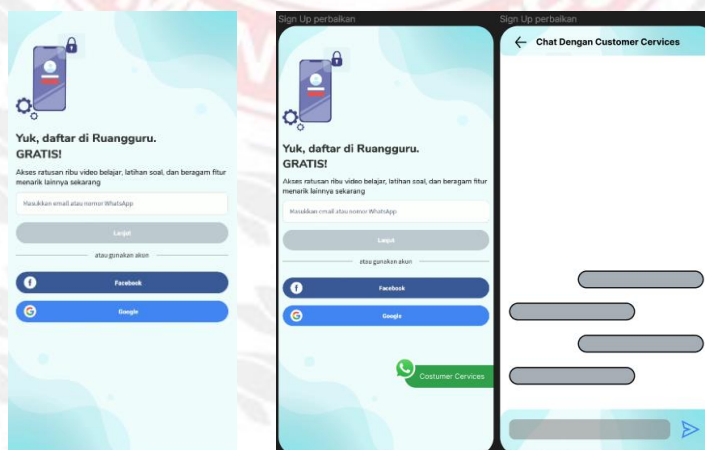 Yuk, daftar di Ruangguru.
GRATIS!
Akses ratusan ribu video belajar, latihan soal, dan beragam fitur
menarik lainnya sekarang
Masukkan email atau nomor WhatsApp
Lanjut
atau gunakan akun
Facebook
Google
Sign Up perbaikan
Yuk, daftar di Ruangguru.
GRATIS!
Akses ratusan ribu video belajar, latihan soal, dan beragam fitur
menarik lainnya sekarang
Masukkan email atau nomor WhatsApp
Lanjut
atau gunakan akun
Facebook
Google
Costumer Cervices
Sign Up perbaikan
Chat Dengan Customer Cervices